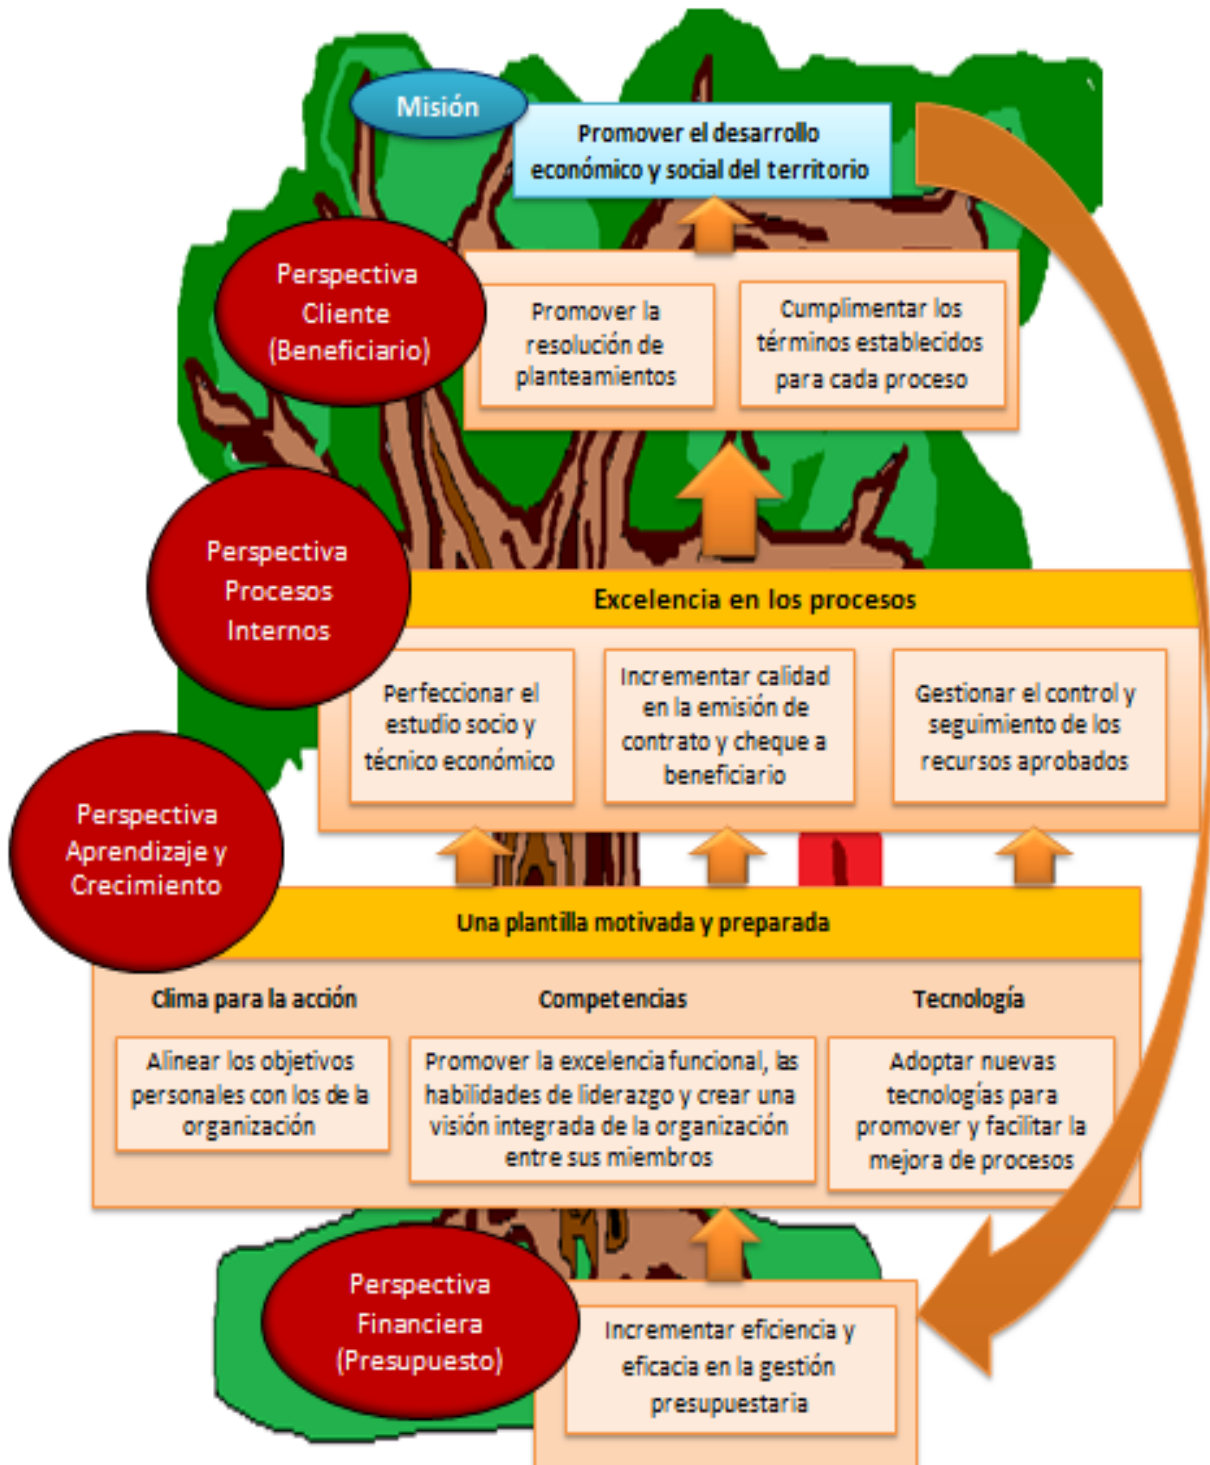 Misión
Promover el desarrollo
económico y social del territorio
Perspectiva
Cliente
(Beneficiario)
Promover la
resolución de
planteamientos
Cumplimentar los
términos establecidos
para cada proceso
Perspectiva
Procesos
Internos
Excelencia en los procesos
Perfeccionar el
estudio socio y
técnico económico
Incrementar calidad
en la emisión de
contrato y cheque a
beneficiario
Gestionar el control y
seguimiento de los
recursos aprobados
Perspectiva
Aprendizaje y
Crecimiento
Una plantilla motivada y preparada
Clima para la acción
Alinear los objetivos
personales con los de la
organización
Competencias
Promover la excelencia funcional, las
habilidades de liderazgo y crear una
visión integrada de la organización
entre sus miembros
Tecnología
Adoptar nuevas
tecnologías para
promover y facilitar la
mejora de procesos
Perspectiva
Financiera
(Presupuesto)
Incrementar eficiencia y
eficacia en la gestión
presupuestaria